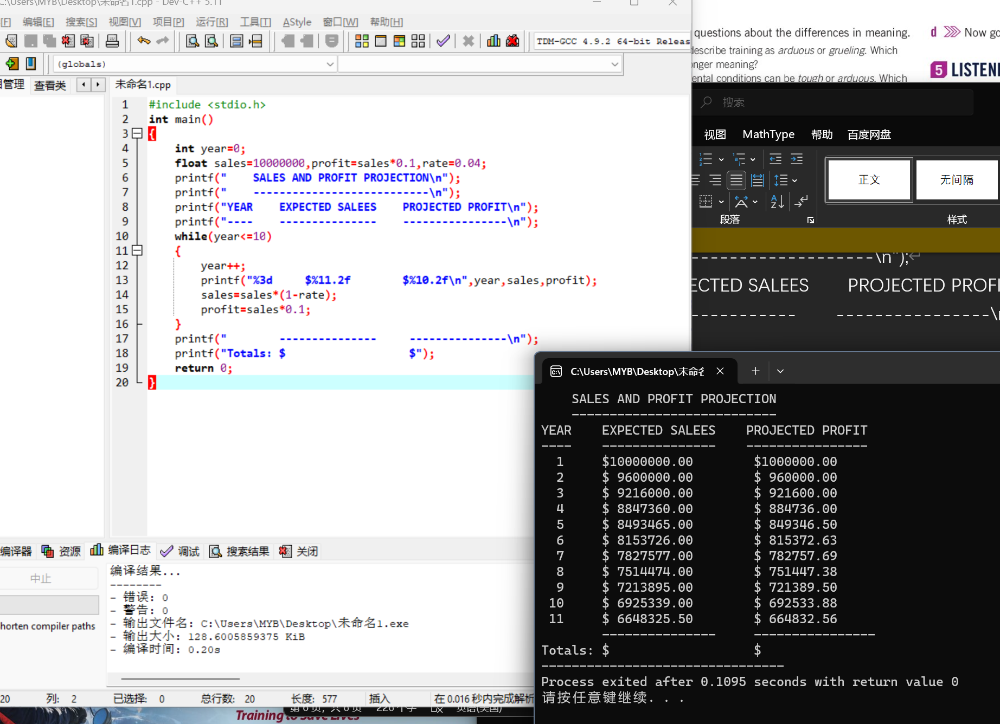 C:\Users\MYB\Desktop\未命名1.cpp - Dev-C++ 5.11
[F] 编辑[E] 搜索[S] 视图[V] 项目[P] 运行[R] 工具[T] AStyle 窗口[W] 帮助[H]
TDM-GCC 4.9.2 64-bit Releas
(globals)
管理 查看类 未命名1.cpp
1 #include <stdio.h>
2 int main()
3 {
4 int year=0;
5 float sales=10000000,profit=sales*0.1,rate=0.04;
6 printf("    SALES AND PROFIT PROJECTION\n");
7 printf("    ---------------------------\n");
8 printf("YEAR    EXPECTED SALEES    PROJECTED PROFIT\n");
9 printf("----    ---------------    ----------------\n");
10 while(year<=10)
11 {
12 year++;
13 printf("%3d     $%11.2f        $%10.2f\n",year,sales,profit);
14 sales=sales*(1-rate);
15 profit=sales*0.1;
16 }
17 printf("        ---------------     ---------------\n");
18 printf("Totals: $                   $");
19 return 0;
20 }
编译器 资源 编译日志 调试 搜索结果 关闭
中止
horten compiler paths
编译结果...
--------
- 错误: 0
- 警告: 0
- 输出文件名: C:\Users\MYB\Desktop\未命名1.exe
- 输出大小: 128.6005859375 KiB
- 编译时间: 0.20s
20 列: 2 已选择: 0 总行数: 20 长度: 577 插入 在 0.016 秒内完成解析
questions about the differences in meaning.
describe training as arduous or grueling. Which
nger meaning?
ental conditions can be tough or arduous. Which
d Now go
5 LISTENI
搜索
视图 MathType 帮助 百度网盘
正文 无间隔
段落 样式
-------------------\n");↵
ECTED SALEES    PROJECTED PROFI
-----------    ----------------\n
C:\Users\MYB\Desktop\未命名
    SALES AND PROFIT PROJECTION
    ---------------------------
YEAR    EXPECTED SALEES    PROJECTED PROFIT
----    ---------------    ----------------
  1     $10000000.00        $1000000.00
  2     $ 9600000.00        $ 960000.00
  3     $ 9216000.00        $ 921600.00
  4     $ 8847360.00        $ 884736.00
  5     $ 8493465.00        $ 849346.50
  6     $ 8153726.00        $ 815372.63
  7     $ 7827577.00        $ 782757.69
  8     $ 7514474.00        $ 751447.38
  9     $ 7213895.00        $ 721389.50
 10     $ 6925339.00        $ 692533.88
 11     $ 6648325.50        $ 664832.56
        ---------------     ----------------
Totals: $                   $
--------------------------------
Process exited after 0.1095 seconds with return value 0
请按任意键继续. . .
第 6 页，共 6 页 226 个字 英语(美国)
Training to Save Lives